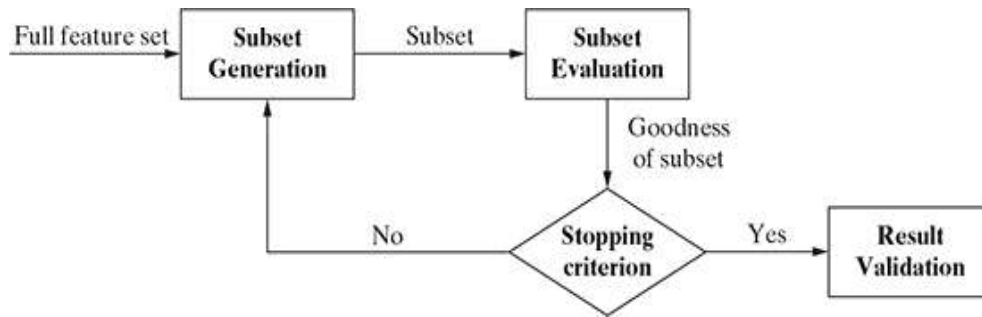 Full feature set
Subset
Generation
Subset
Subset
Evaluation
Goodness
of subset
No
Stopping
criterion
Yes
Result
Validation